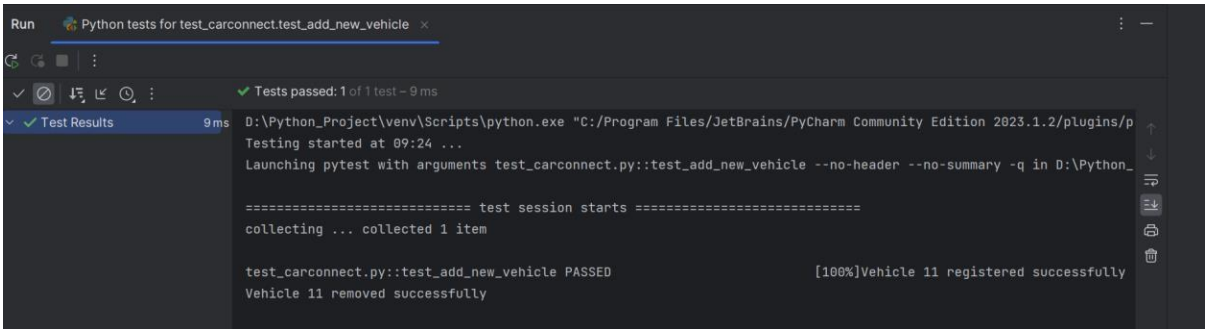 Run Python tests for test_carconnect.test_add_new_vehicle
Tests passed: 1 of 1 test – 9 ms
Test Results 9 ms
D:\Python_Project\venv\Scripts\python.exe "C:/Program Files/JetBrains/PyCharm Community Edition 2023.1.2/plugins/p
Testing started at 09:24 ...
Launching pytest with arguments test_carconnect.py::test_add_new_vehicle --no-header --no-summary -q in D:\Python_
============================= test session starts =============================
collecting ... collected 1 item
test_carconnect.py::test_add_new_vehicle PASSED [100%]Vehicle 11 registered successfully
Vehicle 11 removed successfully